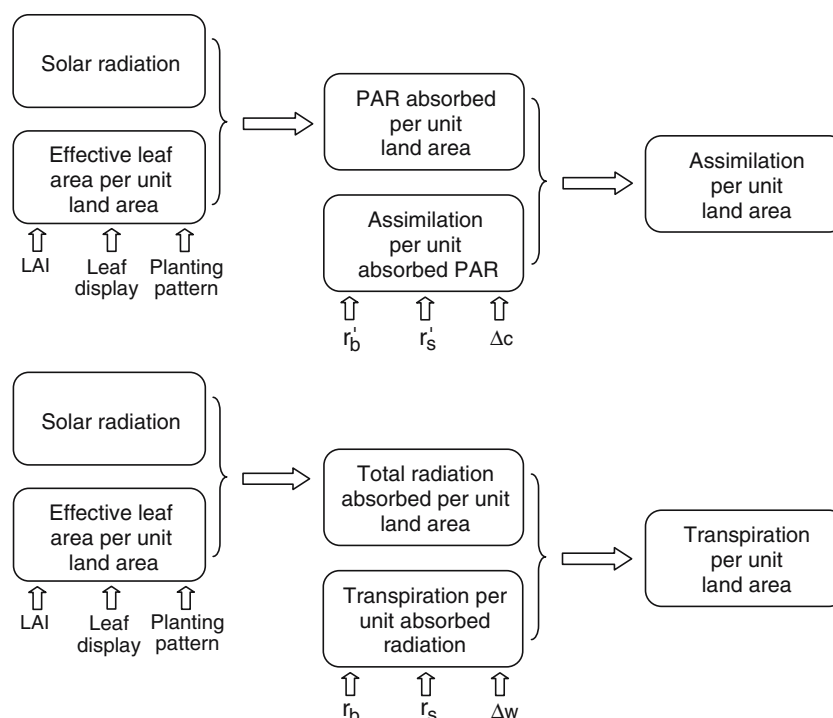 Solar radiation
Effective leaf
area per unit
land area
LAI
Leaf
display
Planting
pattern
PAR absorbed
per unit
land area
Assimilation
per unit
absorbed PAR
r'b
r's
Δc
Assimilation
per unit
land area
Solar radiation
Effective leaf
area per unit
land area
LAI
Leaf
display
Planting
pattern
Total radiation
absorbed per unit
land area
Transpiration per
unit absorbed
radiation
rb
rs
Δw
Transpiration
per unit
land area